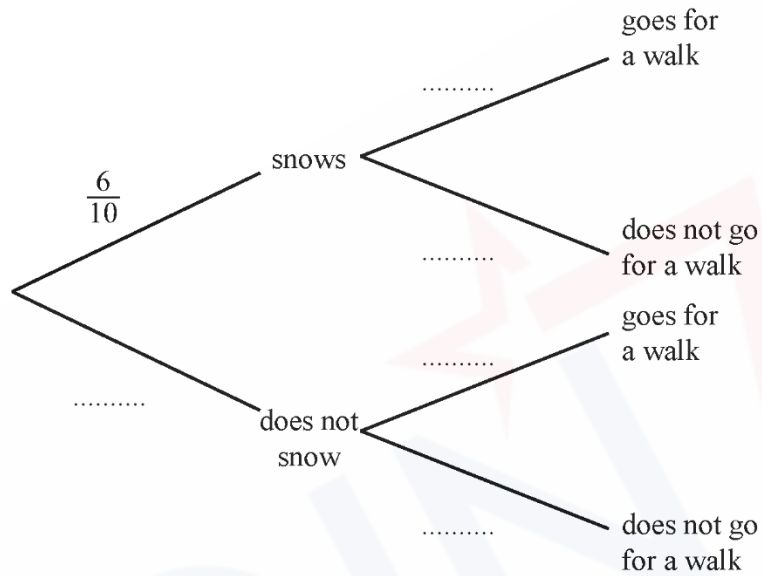 goes for
a walk
..........
snows
6
10
..........
does not go
for a walk
goes for
a walk
..........
..........
does not
snow
..........
does not go
for a walk